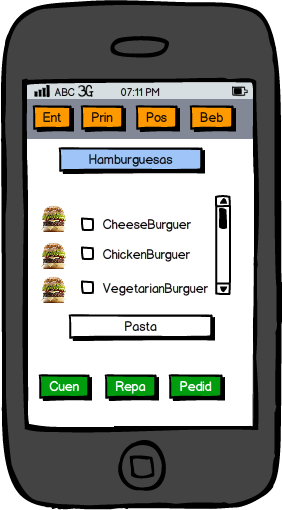 ABC 3G 07:11 PM
Ent Prin Pos Beb
Hamburguesas
CheeseBurguer
ChickenBurguer
VegetarianBurguer
Pasta
Cuen Repa Pedid